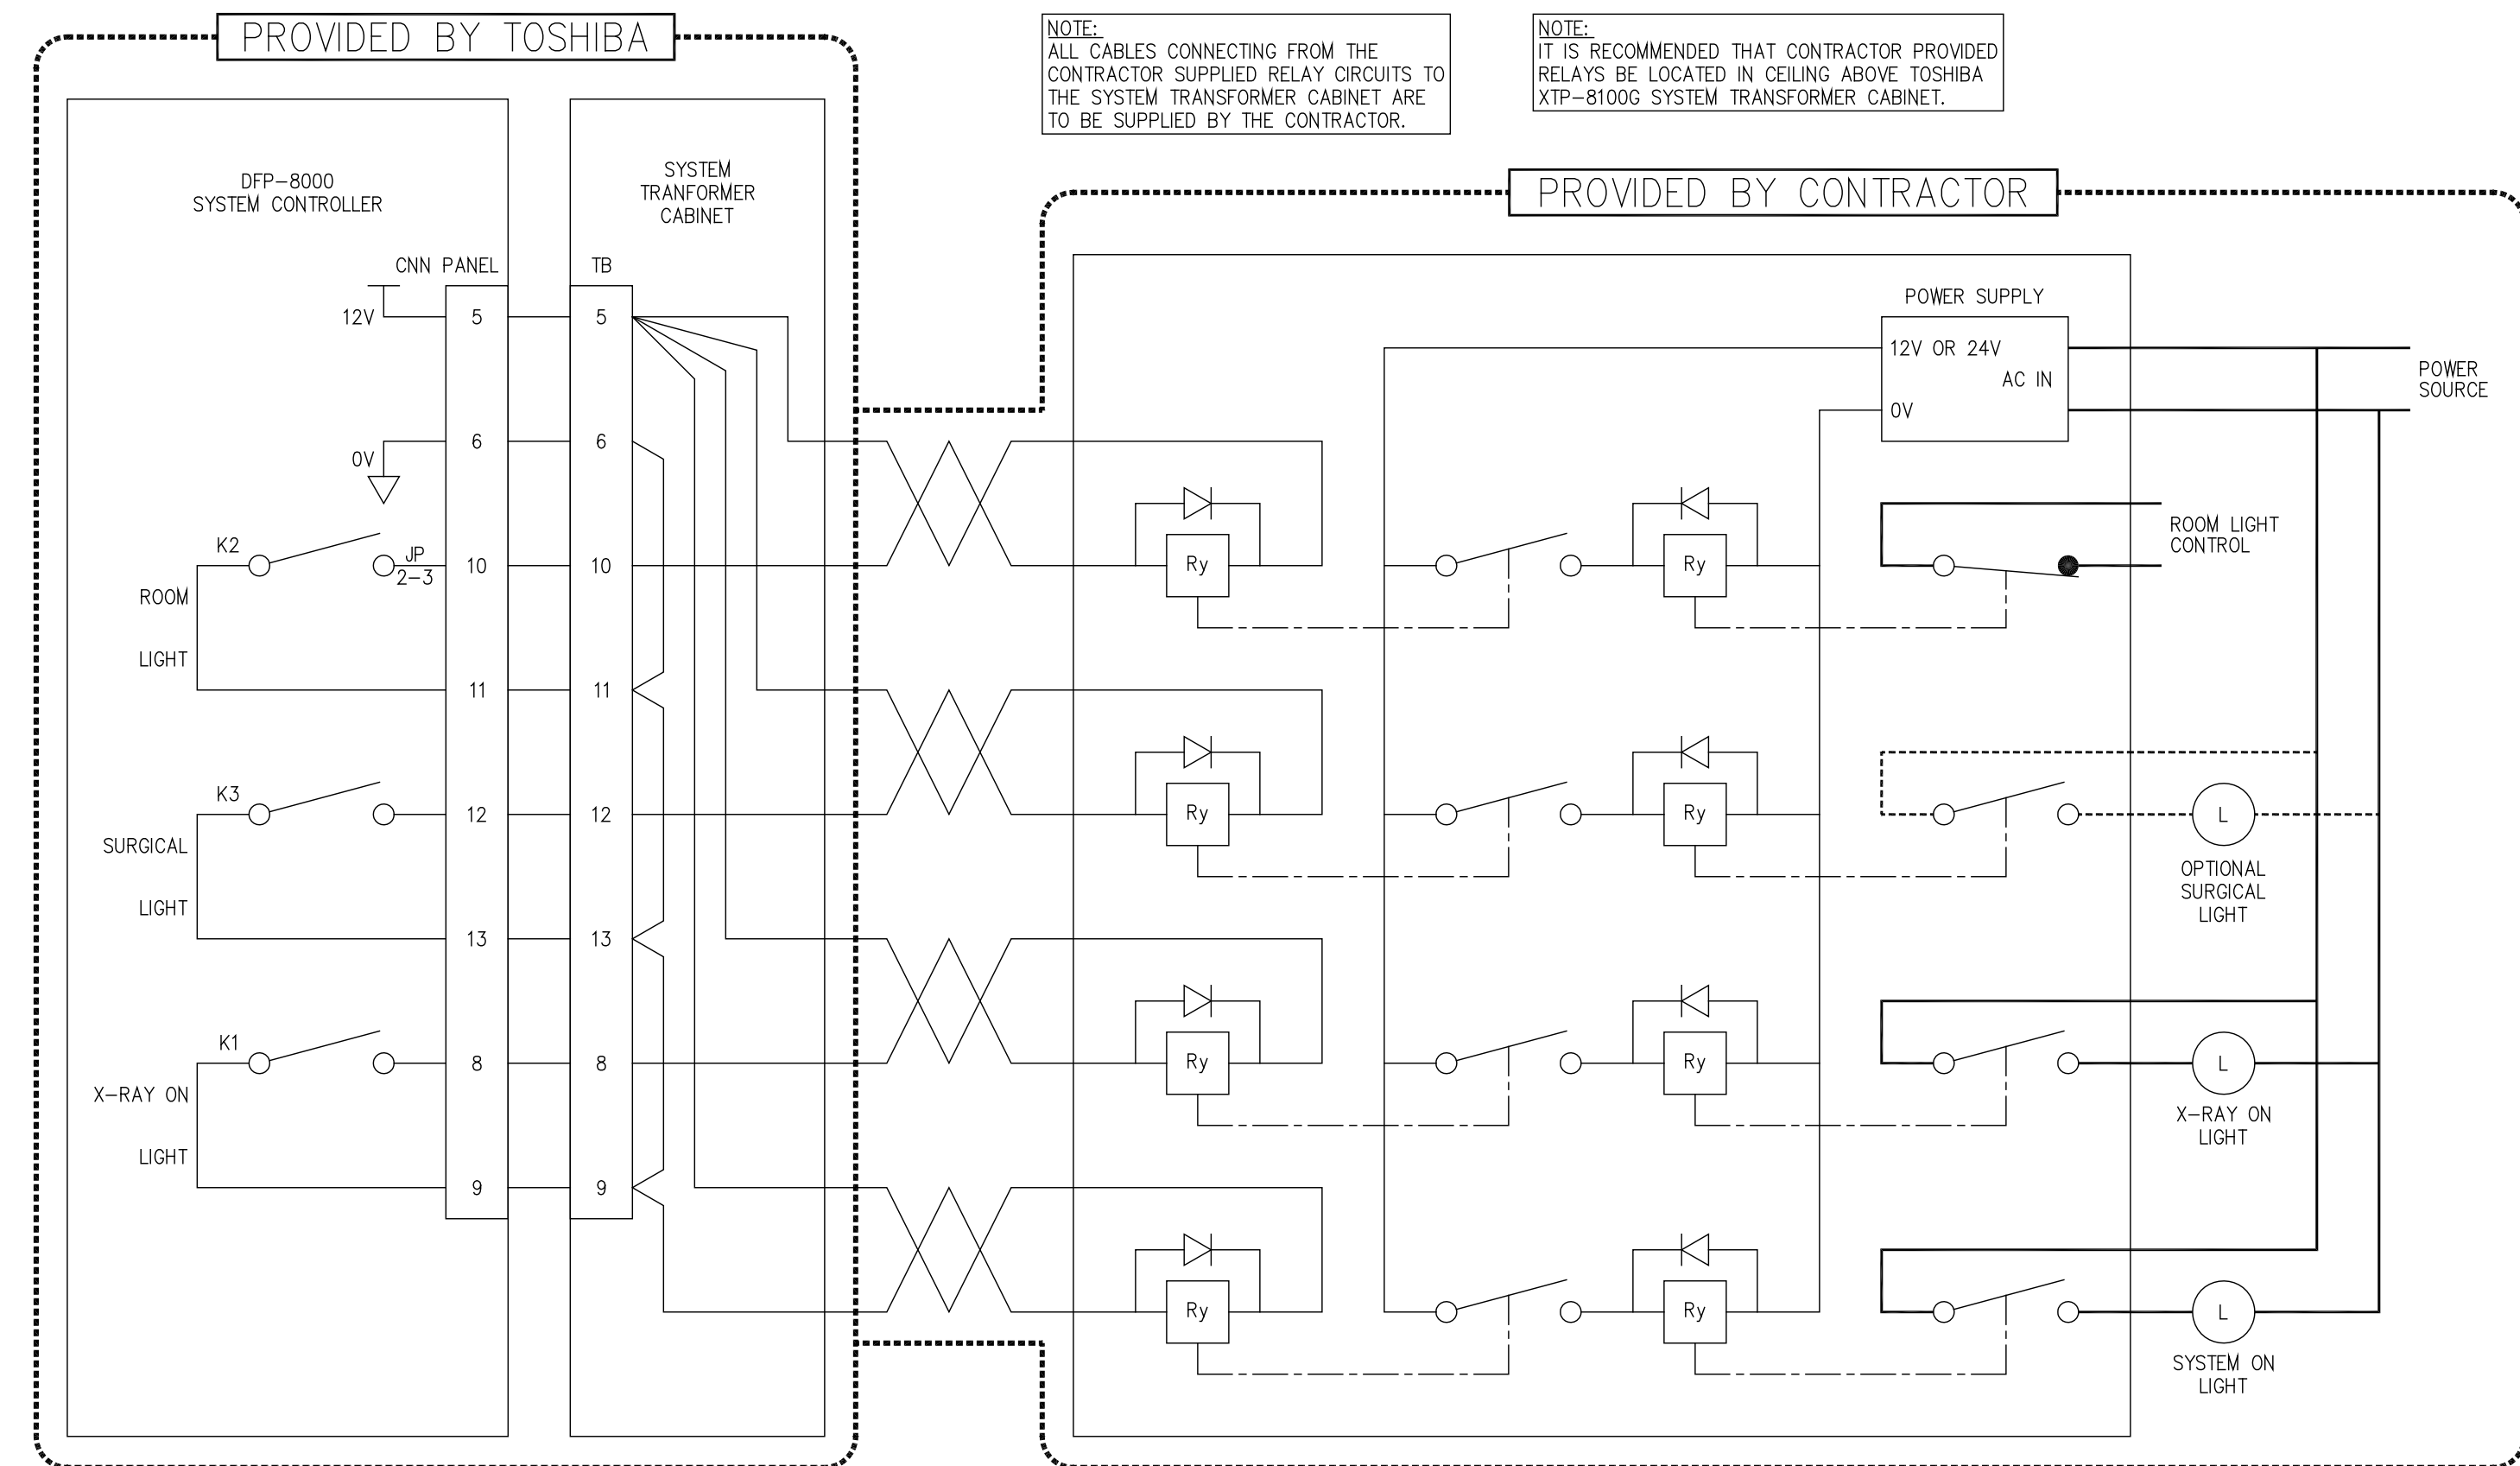 PROVIDED BY TOSHIBA
NOTE:
ALL CABLES CONNECTING FROM THE
CONTRACTOR SUPPLIED RELAY CIRCUITS TO
THE SYSTEM TRANSFORMER CABINET ARE
TO BE SUPPLIED BY THE CONTRACTOR.
NOTE:
IT IS RECOMMENDED THAT CONTRACTOR PROVIDED
RELAYS BE LOCATED IN CEILING ABOVE TOSHIBA
XTP-8100G SYSTEM TRANSFORMER CABINET.
PROVIDED BY CONTRACTOR
DFP-8000
SYSTEM CONTROLLER
SYSTEM
TRANFORMER
CABINET
CNN PANEL
TB
12V
5
5
0V
6
6
K2
JP
2-3
10
10
ROOM
LIGHT
11
11
K3
12
12
SURGICAL
LIGHT
13
13
K1
8
8
X-RAY ON
LIGHT
9
9
POWER SUPPLY
12V OR 24V
AC IN
0V
POWER
SOURCE
Ry
Ry
ROOM LIGHT
CONTROL
Ry
Ry
L
OPTIONAL
SURGICAL
LIGHT
Ry
Ry
L
X-RAY ON
LIGHT
Ry
Ry
L
SYSTEM ON
LIGHT